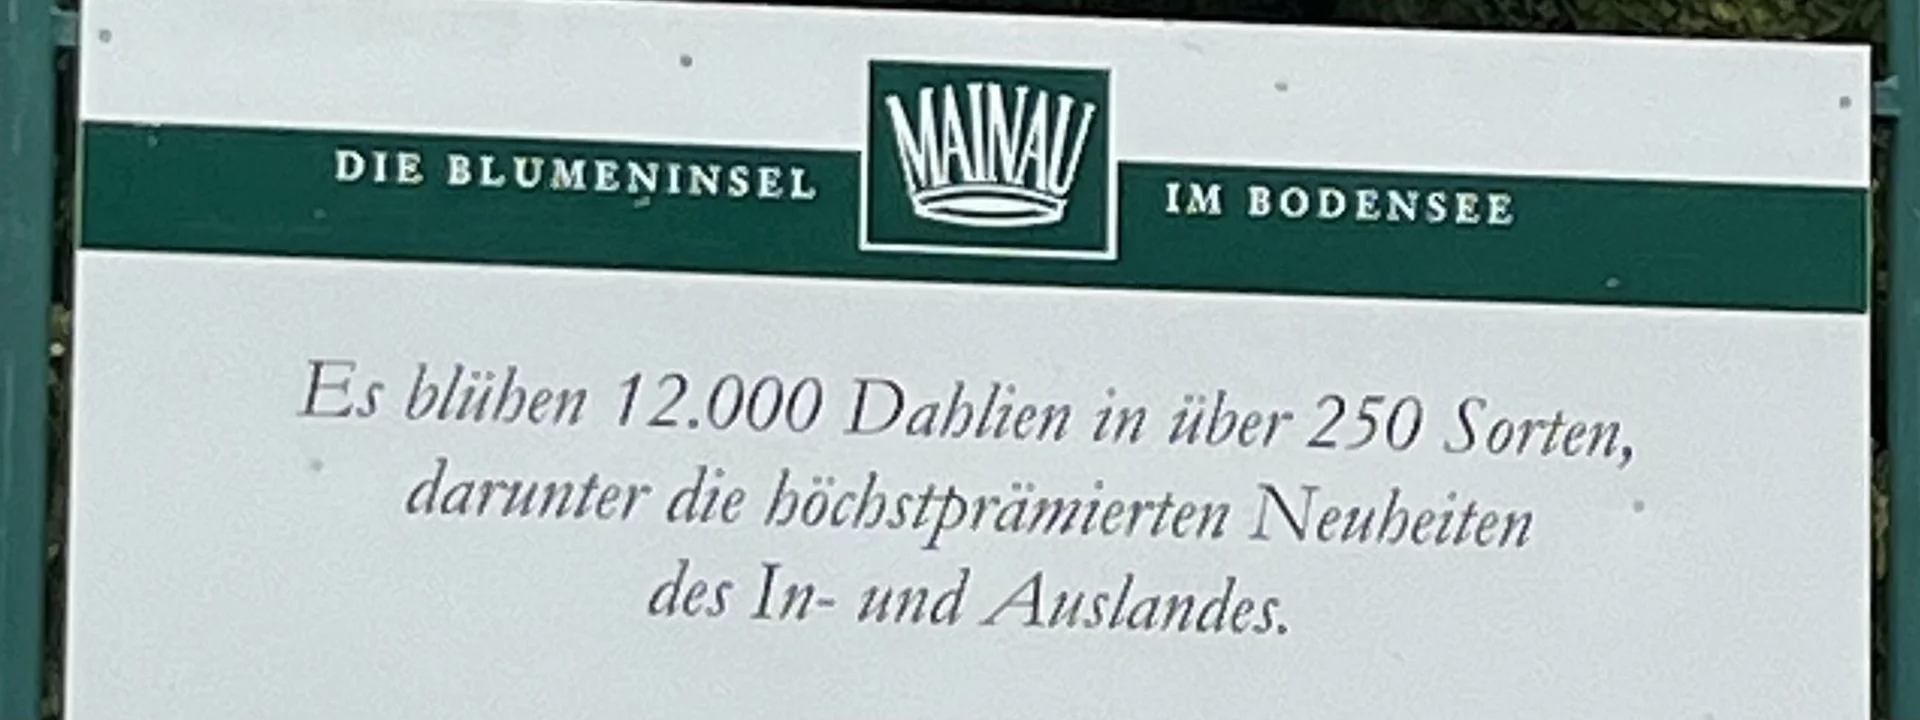 DIE BLUMENINSEL MAINAU IM BODENSEE
Es blühen 12.000 Dahlien in über 250 Sorten,
darunter die höchstprämierten Neuheiten
des In- und Auslandes.